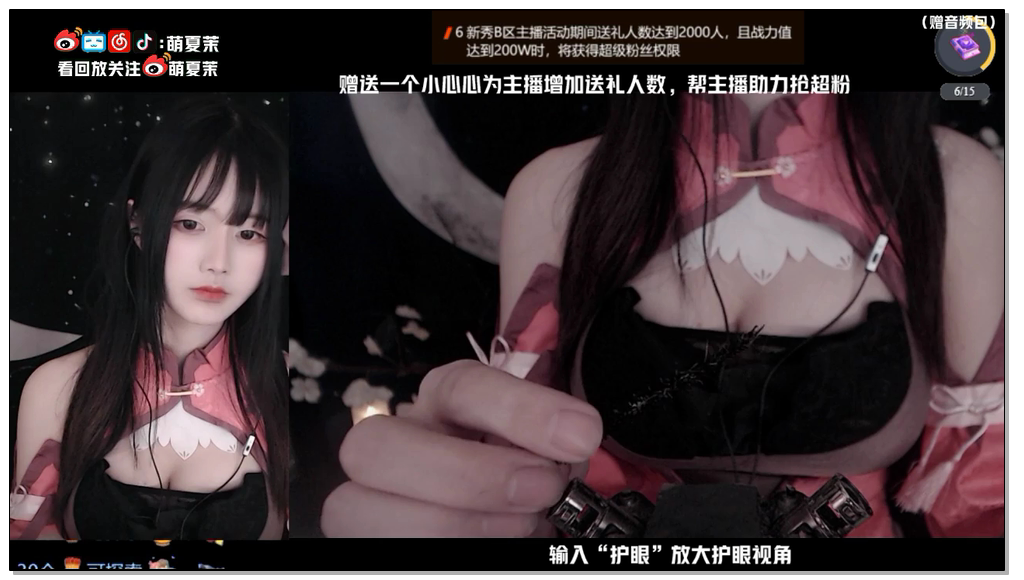 :萌夏茉
看回放关注 萌夏茉
6 新秀B区主播活动期间送礼人数达到2000人，且战力值
达到200W时，将获得超级粉丝权限
（赠音频包）
6/15
赠送一个小心心为主播增加送礼人数，帮主播助力抢超粉
输入“护眼”放大护眼视角